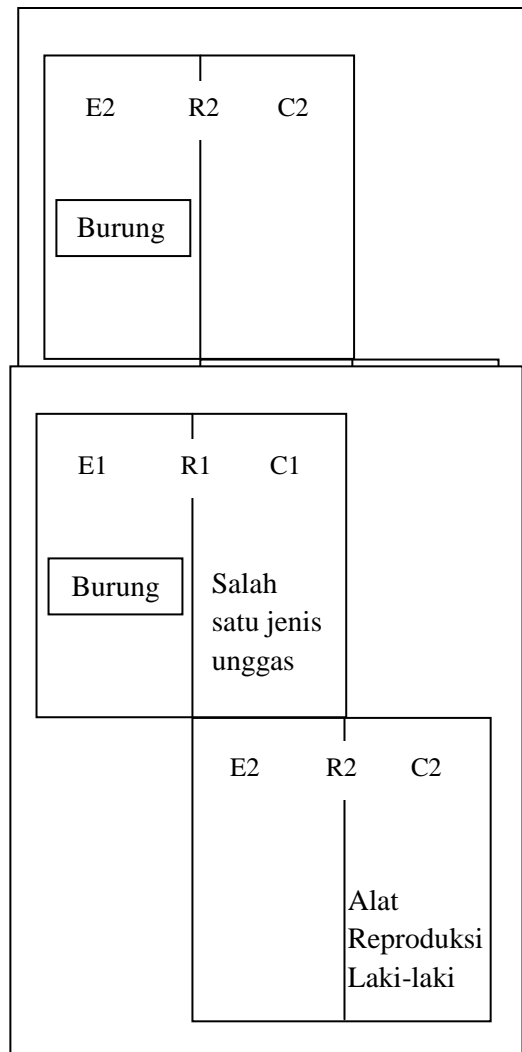 E2 R2 C2
Burung
E1 R1 C1
Burung
Salah
satu jenis
unggas
E2 R2 C2
Alat
Reproduksi
Laki-laki